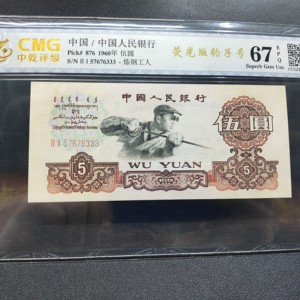 CMG
中乾评级
中国 / 中国人民银行
Pick# 876 1960年 伍圆
S/N II I 57676333 - 炼钢工人
荧光版豹子号
67 EPQ
Superb Gem Unc
中国人民银行
II I 57676333
伍圆
WU YUAN
5
5